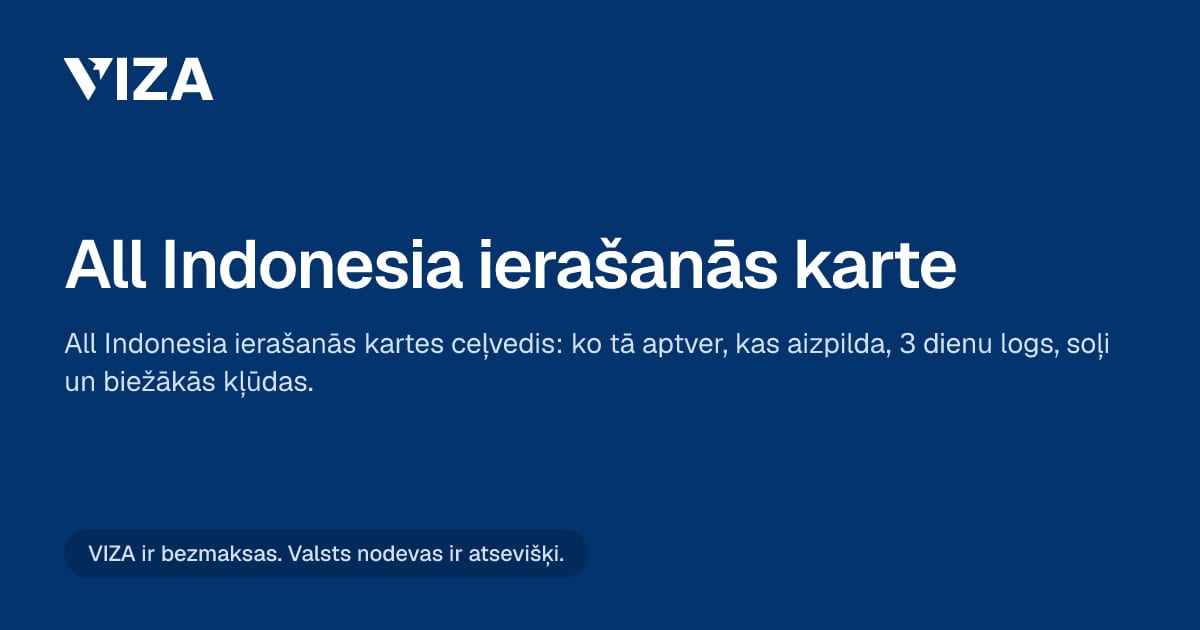 VIZA
All Indonesia ierašanās karte
All Indonesia ierašanās kartes ceļvedis: ko tā aptver, kas aizpilda, 3 dienu logs, soļi
un biežākās kļūdas.
VIZA ir bezmaksas. Valsts nodevas ir atsevišķi.